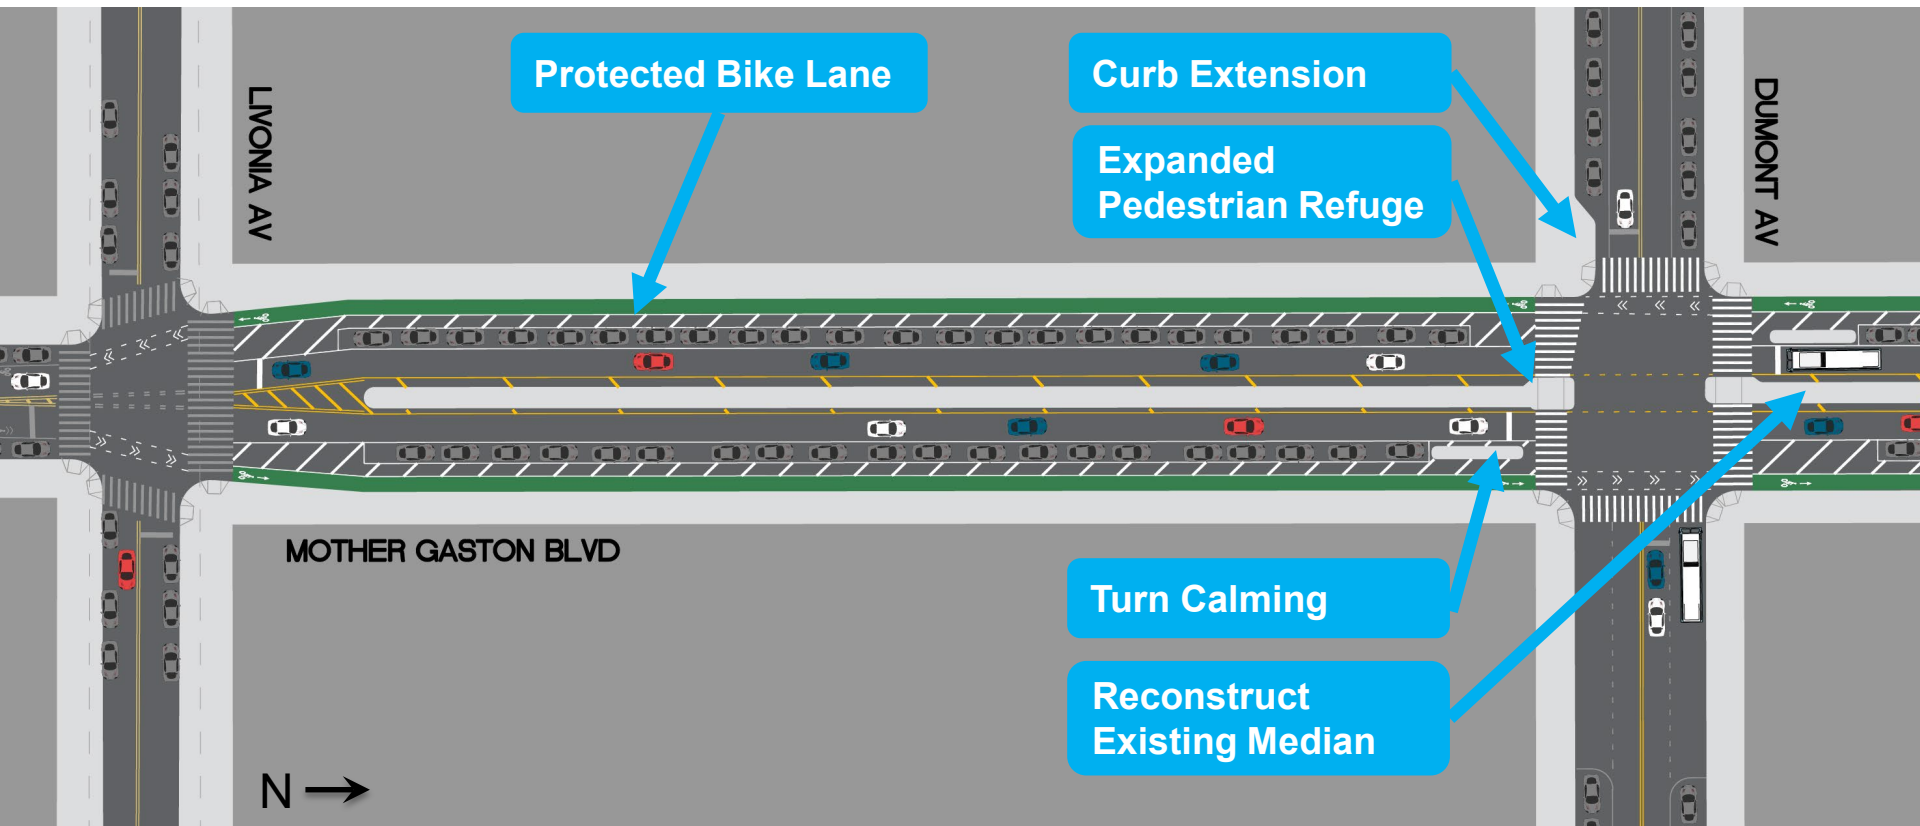 Protected Bike Lane
Curb Extension
Expanded
Pedestrian Refuge
LIVONIA AV
DUMONT AV
MOTHER GASTON BLVD
Turn Calming
Reconstruct
Existing Median
N